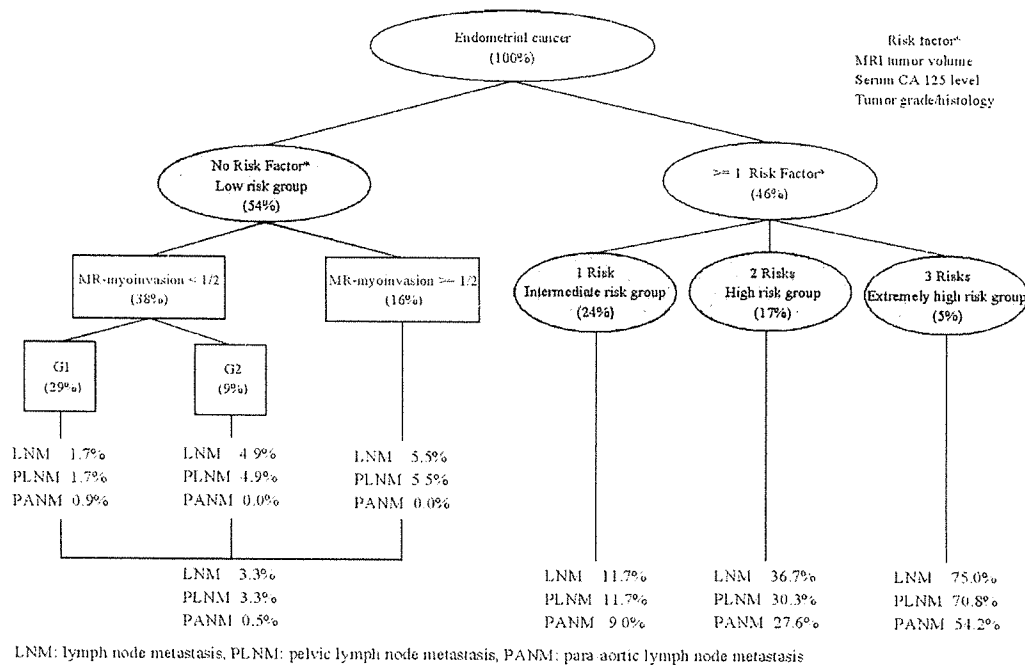 Endometrial cancer
(100%)
Risk factor*
MRI tumor volume
Serum CA 125 level
Tumor grade/histology
No Risk Factor*
Low risk group
(54%)
>= 1 Risk Factor*
(46%)
MR-myoinvasion < 1/2
(38%)
MR-myoinvasion >= 1/2
(16%)
1 Risk
Intermediate risk group
(24%)
2 Risks
High risk group
(17%)
3 Risks
Extremely high risk group
(5%)
G1
(29%)
G2
(9%)
LNM 1.7%
PLNM 1.7%
PANM 0.9%
LNM 4.9%
PLNM 4.9%
PANM 0.0%
LNM 5.5%
PLNM 5.5%
PANM 0.0%
LNM 3.3%
PLNM 3.3%
PANM 0.5%
LNM 11.7%
PLNM 11.7%
PANM 9.0%
LNM 36.7%
PLNM 30.3%
PANM 27.6%
LNM 75.0%
PLNM 70.8%
PANM 54.2%
LNM: lymph node metastasis, PLNM: pelvic lymph node metastasis, PANM: para-aortic lymph node metastasis